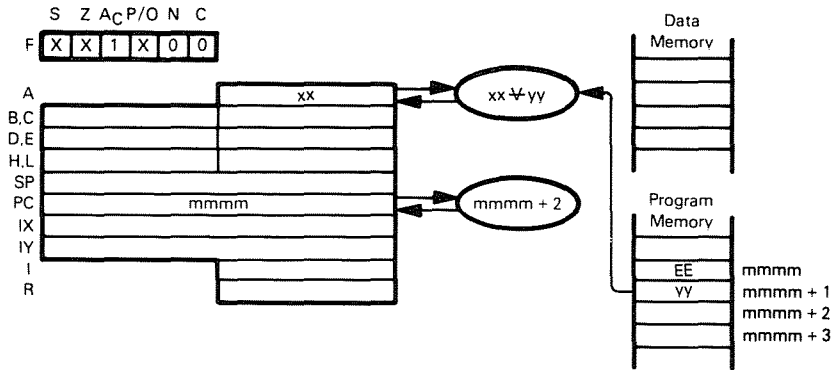 S Z AC P/O N C
F X X 1 X 0 0
Data
Memory
A xx
xx ⊻ yy
B,C
D,E
H,L
SP
PC mmmm
mmmm + 2
IX
IY
I
R
Program
Memory
EE mmmm
yy mmmm + 1
mmmm + 2
mmmm + 3